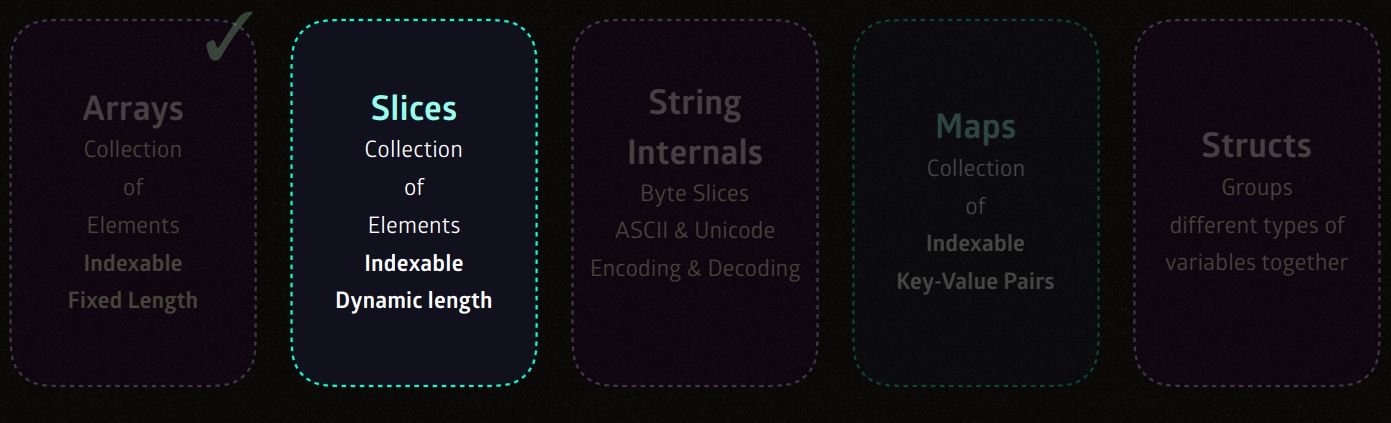 Arrays
Collection
of
Elements
Indexable
Fixed Length
Slices
Collection
of
Elements
Indexable
Dynamic length
String
Internals
Byte Slices
ASCII & Unicode
Encoding & Decoding
Maps
Collection
of
Indexable
Key-Value Pairs
Structs
Groups
different types of
variables together